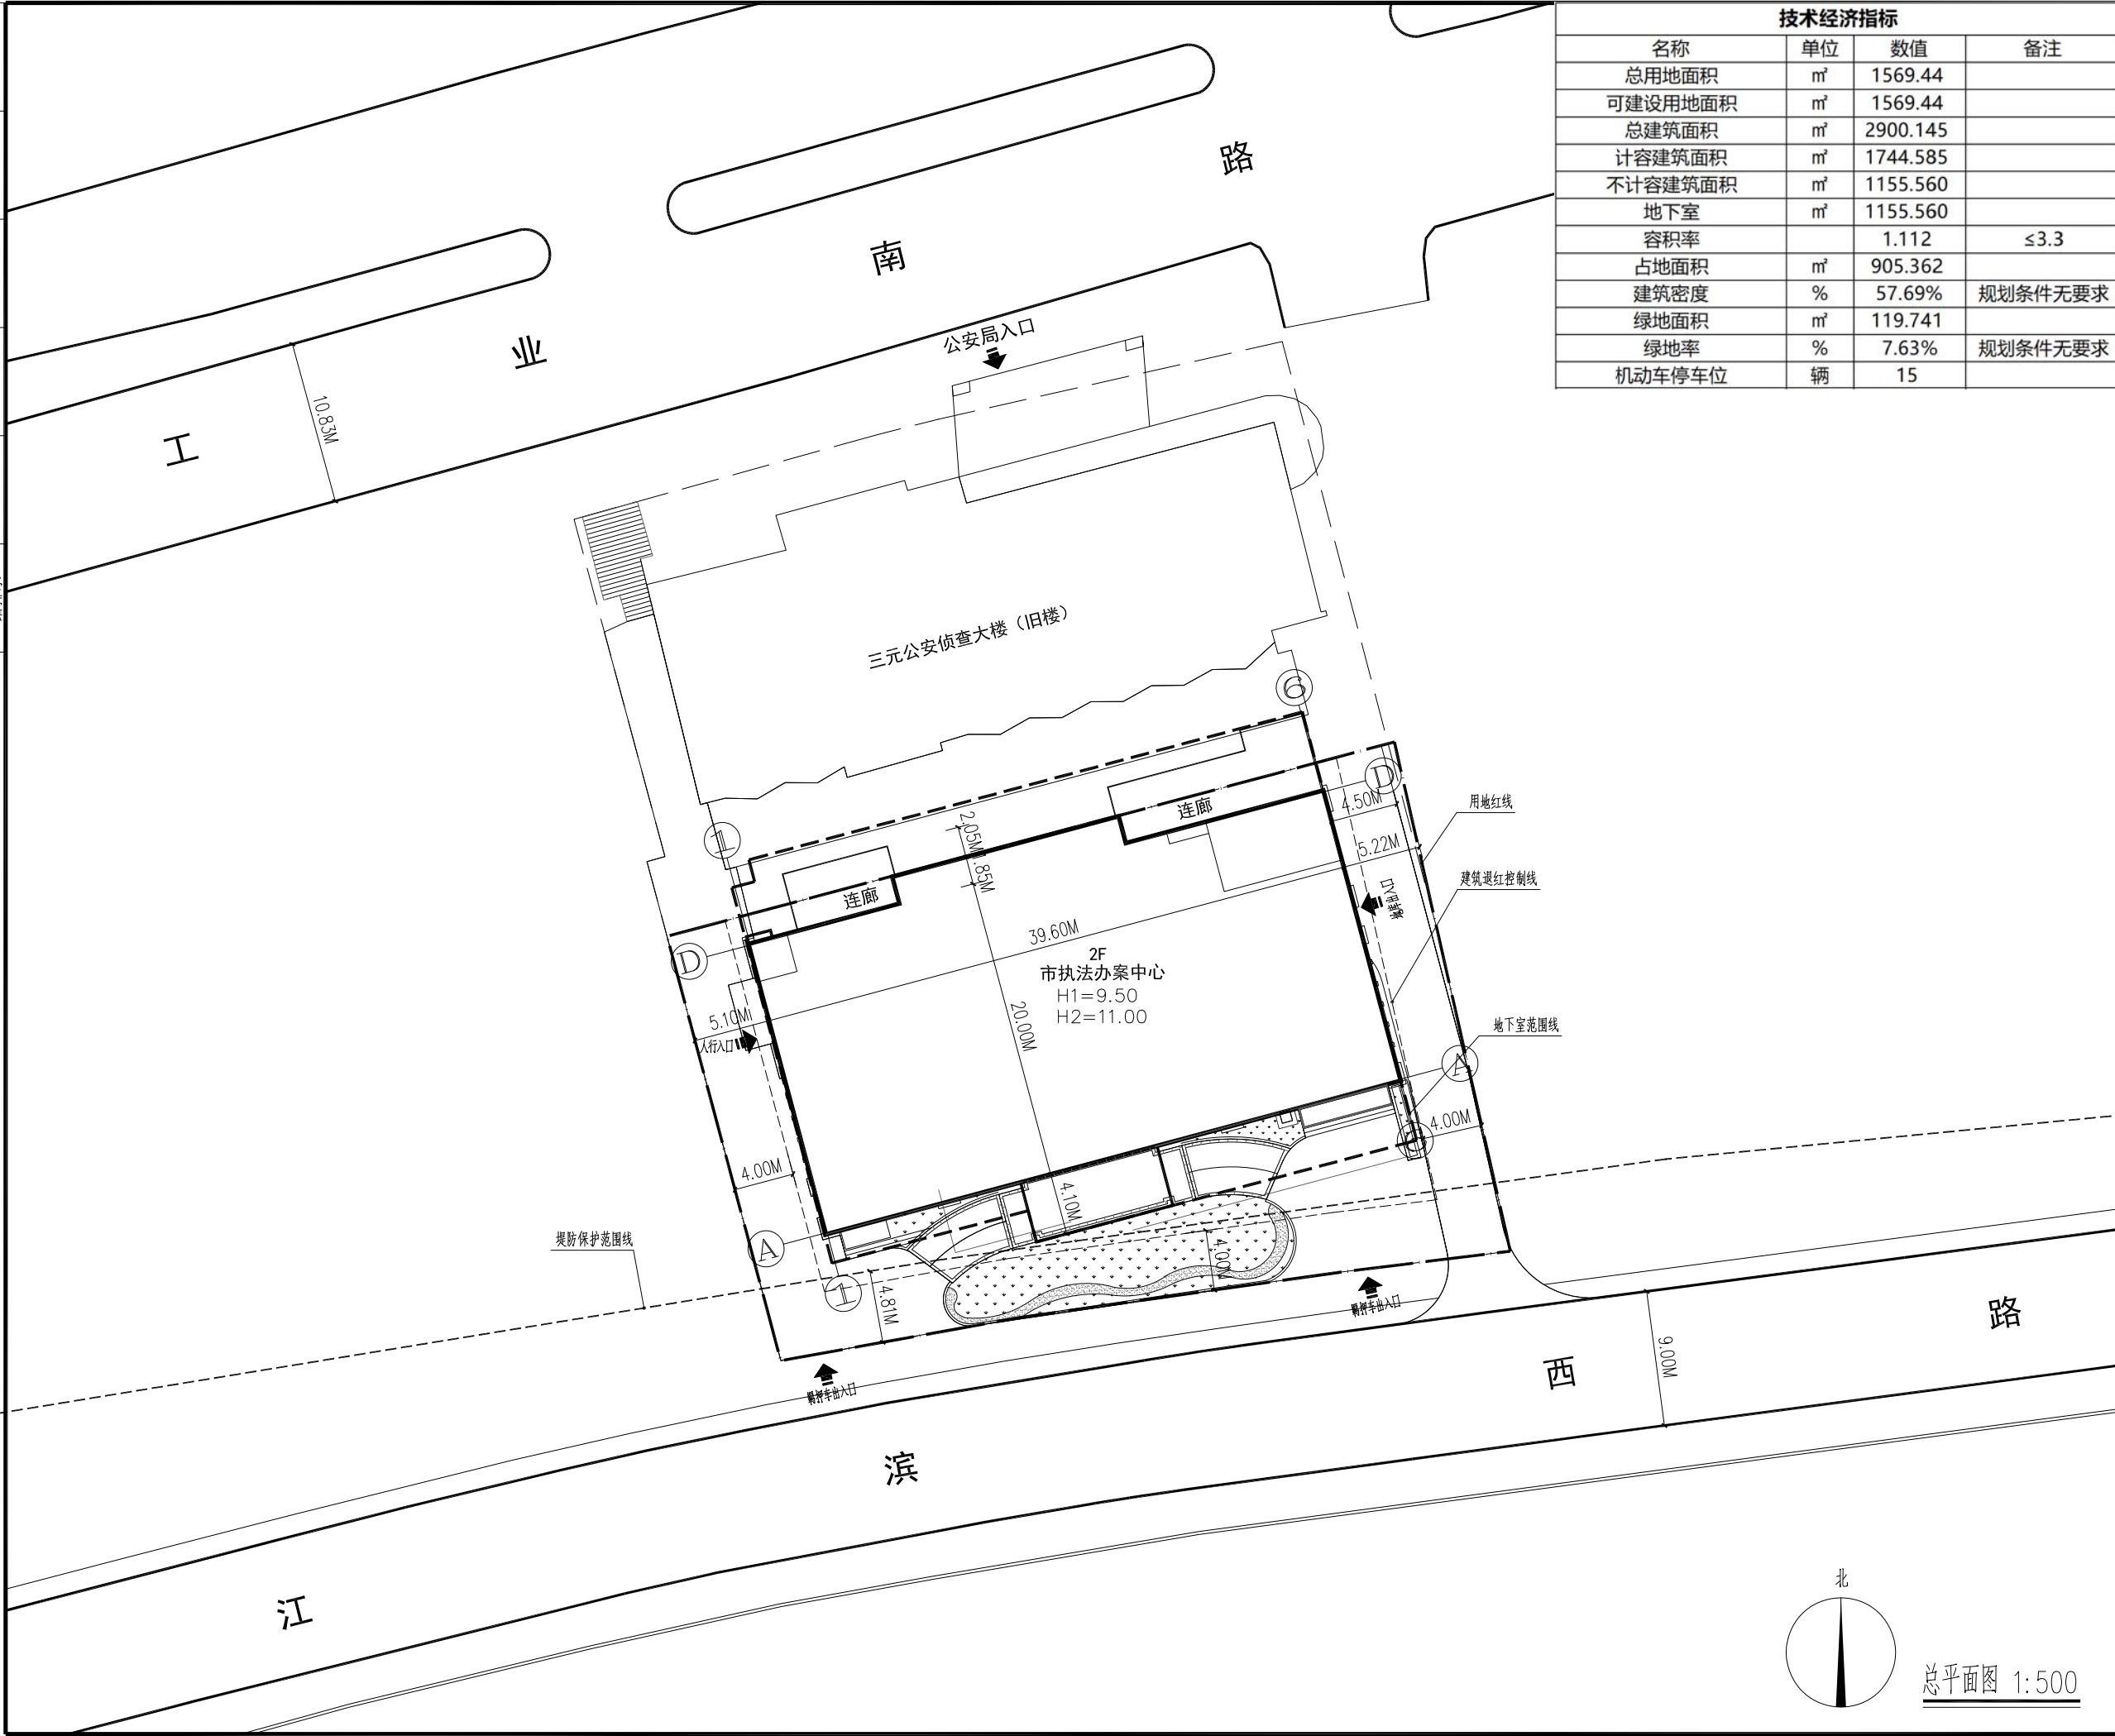 技术经济指标
名称 单位 数值 备注
总用地面积 ㎡ 1569.44
可建设用地面积 ㎡ 1569.44
总建筑面积 ㎡ 2900.145
计容建筑面积 ㎡ 1744.585
不计容建筑面积 ㎡ 1155.560
地下室 ㎡ 1155.560
容积率 1.112 ≤3.3
占地面积 ㎡ 905.362
建筑密度 % 57.69% 规划条件无要求
绿地面积 ㎡ 119.741
绿地率 % 7.63% 规划条件无要求
机动车停车位 辆 15
工 业 南 路
10.83M
公安局入口
三元公安侦查大楼（旧楼）
6
1
D
D
连廊
连廊
4.50M
用地红线
5.22M
2.05M
1.85M
建筑退红控制线
39.60M
2F
市执法办案中心
H1=9.50
H2=11.00
20.00M
5.10M
人行入口
地下室范围线
A
4.00M
4.00M
4.10M
A
堤防保护范围线
4.00M
1
4.81M
江 滨 西 路
9.00M
北
总平面图 1:500